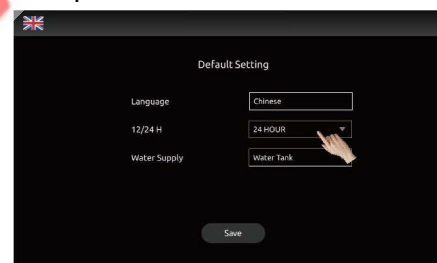 Default Setting
Language Chinese
12/24 H 24 HOUR
Water Supply Water Tank
Save